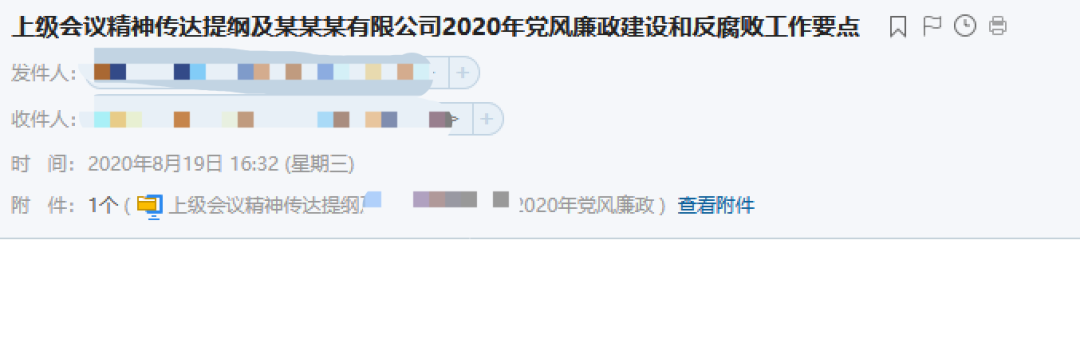 上级会议精神传达提纲及某某某有限公司2020年党风廉政建设和反腐败工作要点
发件人:
收件人:
时 间: 2020年8月19日 16:32 (星期三)
附 件: 1个 ( 上级会议精神传达提纲 2020年党风廉政 ) 查看附件